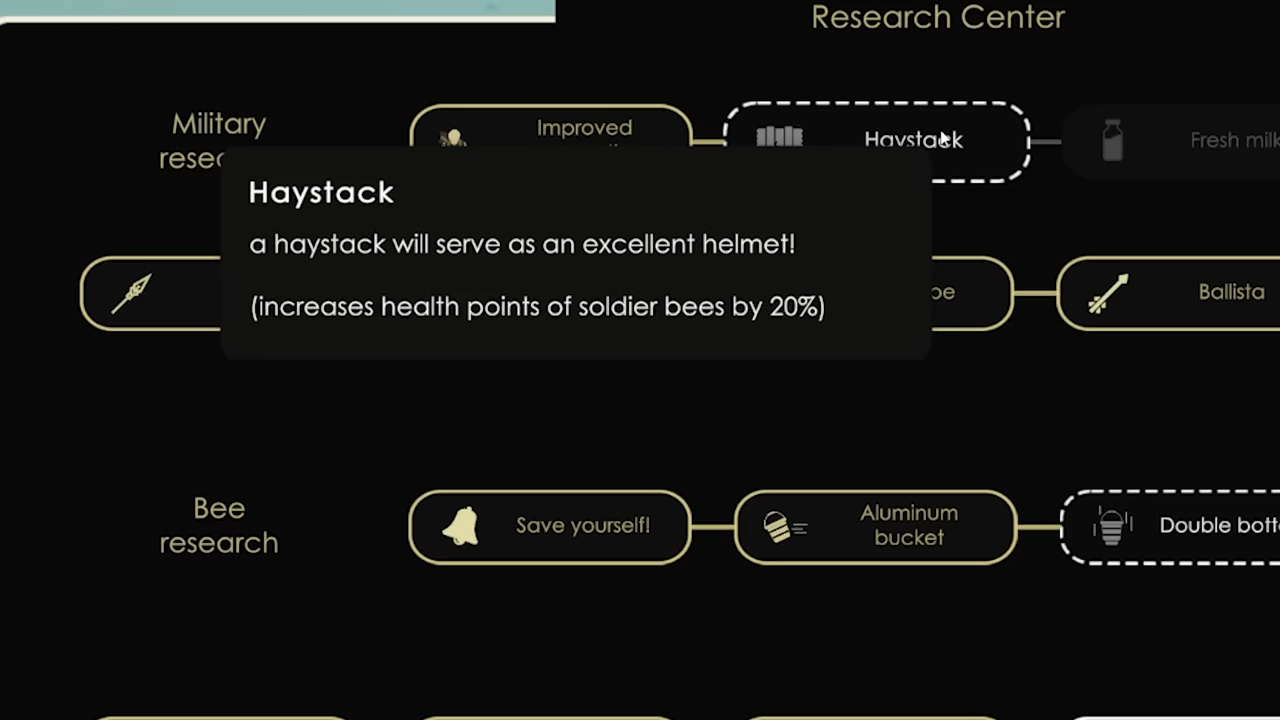 Research Center
Military
Improved
Haystack
Fresh milk
Haystack
a haystack will serve as an excellent helmet!
(increases health points of soldier bees by 20%)
Ballista
Bee
research
Save yourself!
Aluminum
bucket
Double